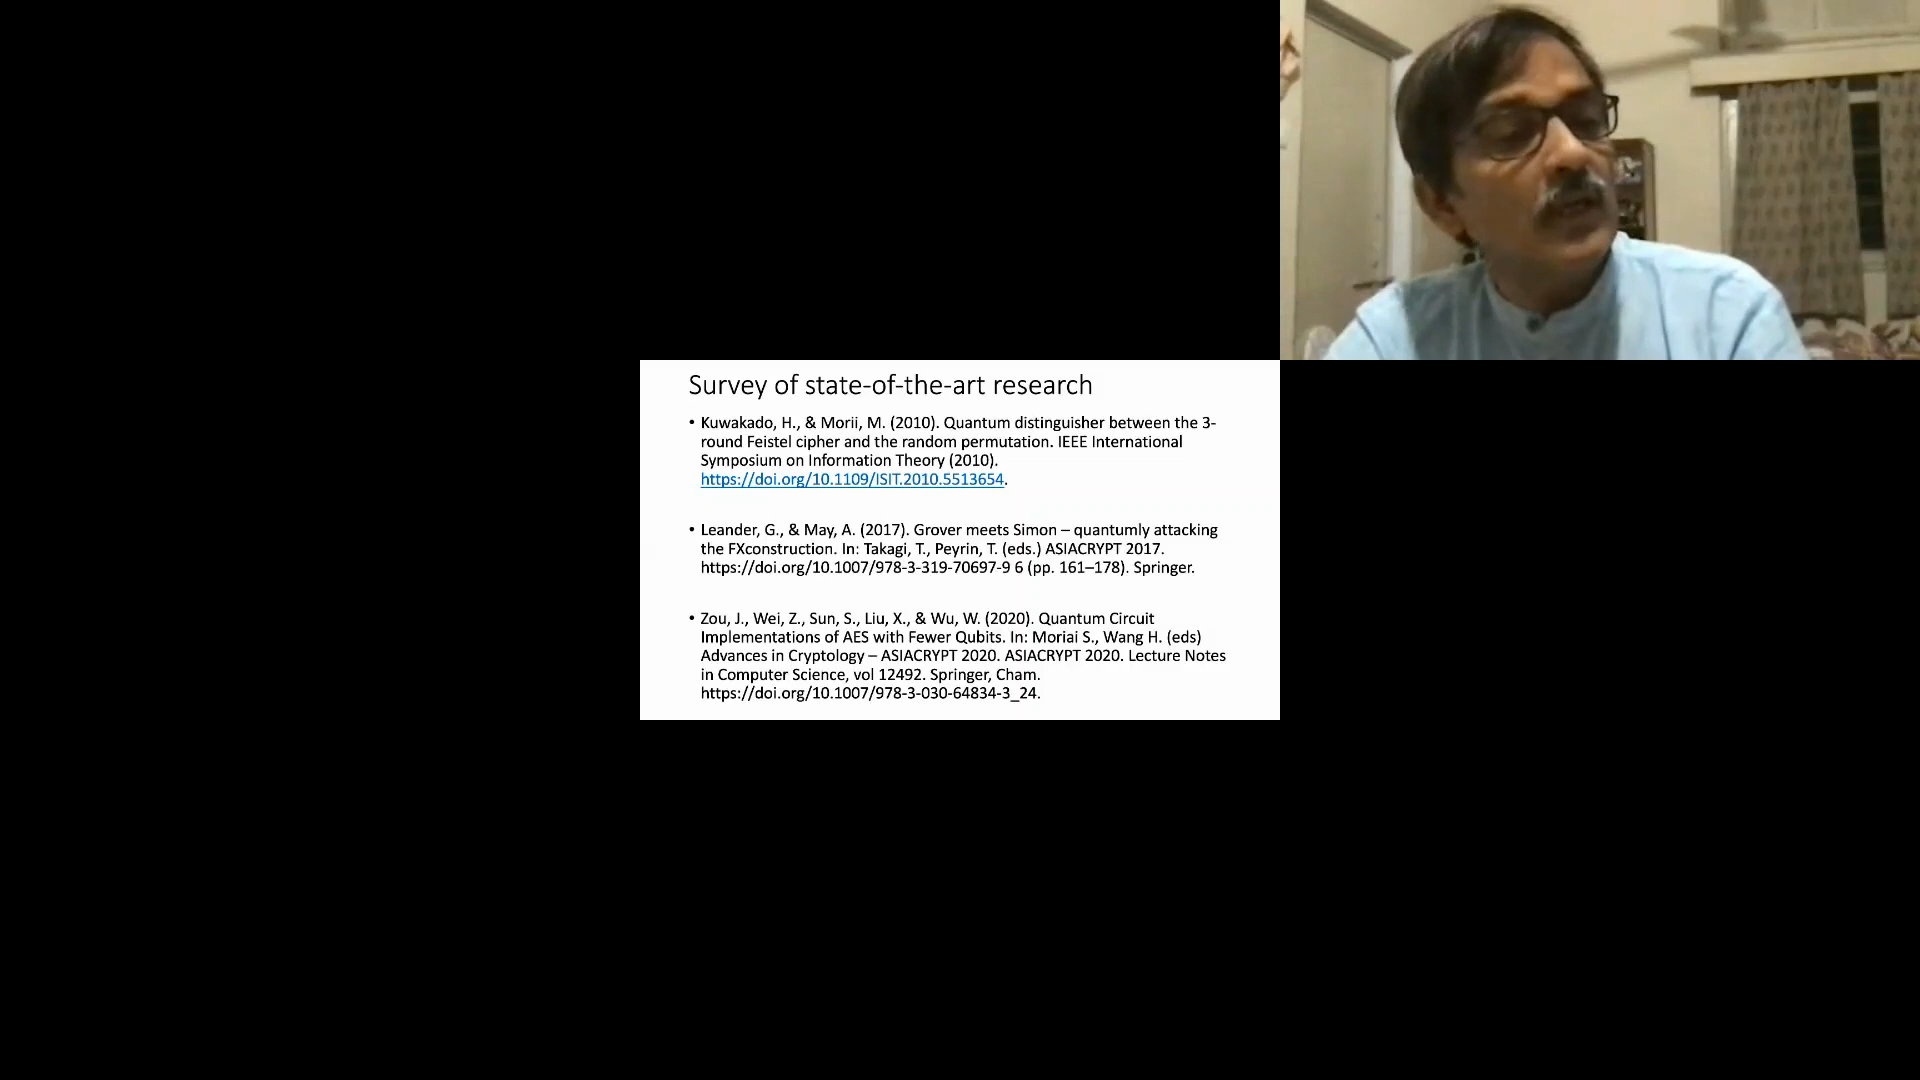 Survey of state-of-the-art research
• Kuwakado, H., & Morii, M. (2010). Quantum distinguisher between the 3-
round Feistel cipher and the random permutation. IEEE International
Symposium on Information Theory (2010).
https://doi.org/10.1109/ISIT.2010.5513654.
• Leander, G., & May, A. (2017). Grover meets Simon – quantumly attacking
the FXconstruction. In: Takagi, T., Peyrin, T. (eds.) ASIACRYPT 2017.
https://doi.org/10.1007/978-3-319-70697-9 6 (pp. 161–178). Springer.
• Zou, J., Wei, Z., Sun, S., Liu, X., & Wu, W. (2020). Quantum Circuit
Implementations of AES with Fewer Qubits. In: Moriai S., Wang H. (eds)
Advances in Cryptology – ASIACRYPT 2020. ASIACRYPT 2020. Lecture Notes
in Computer Science, vol 12492. Springer, Cham.
https://doi.org/10.1007/978-3-030-64834-3_24.